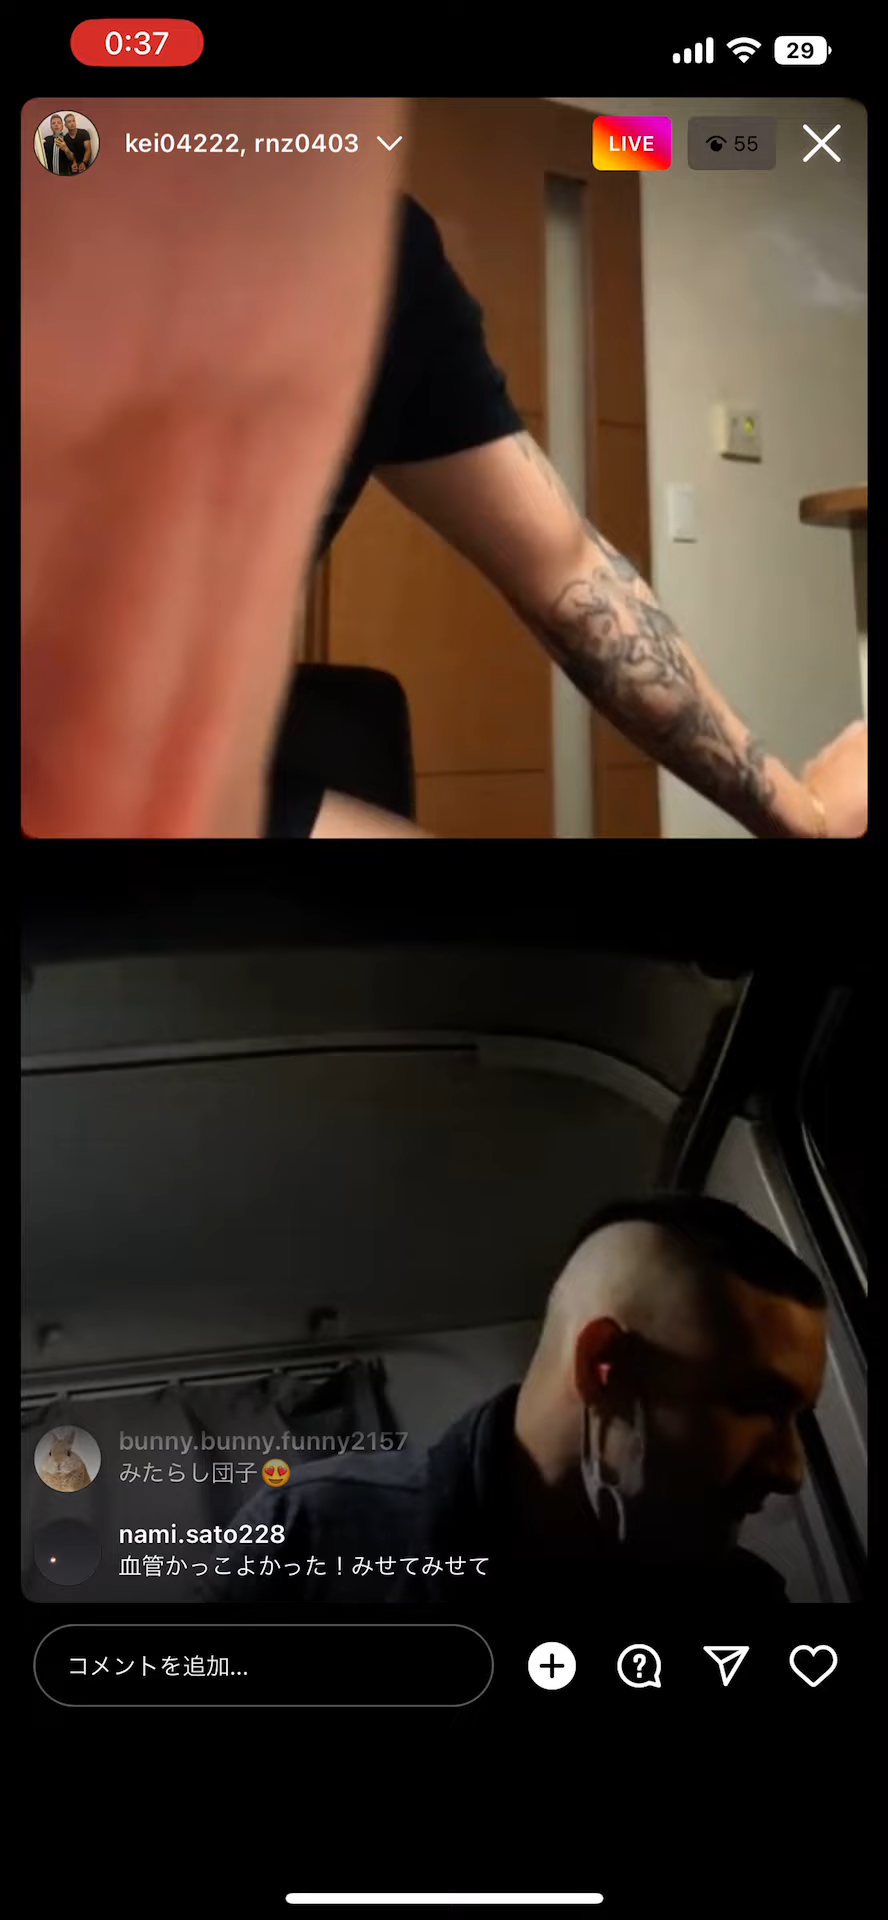 0:37
29
kei04222, rnz0403
LIVE
55
bunny.bunny.funny2157
みたらし団子😍
nami.sato228
血管かっこよかった！みせてみせて
コメントを追加...